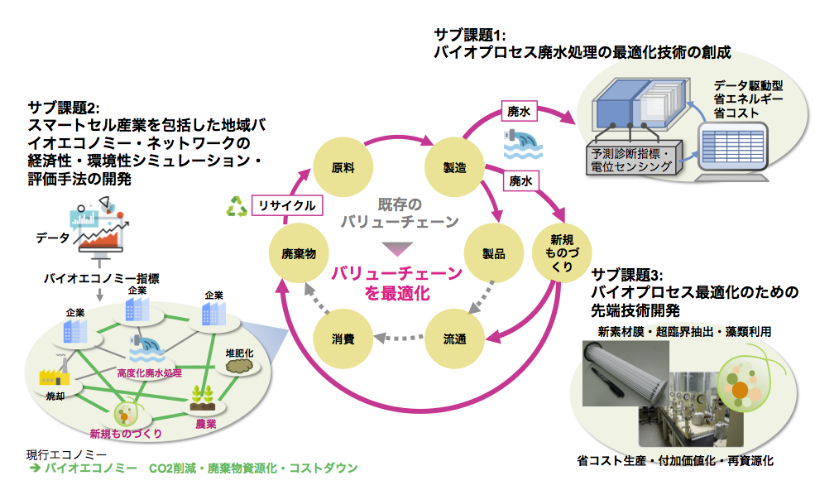 サブ課題1:
バイオプロセス廃水処理の最適化技術の創成
データ駆動型
省エネルギー
省コスト
予測診断指標・
電位センシング
サブ課題2:
スマートセル産業を包括した地域バ
イオエコノミー・ネットワークの
経済性・環境性シミュレーション・
評価手法の開発
データ
バイオエコノミー指標
企業
企業
企業
高度化廃水処理
堆肥化
焼却
農業
新規ものづくり
現行エコノミー
➔ バイオエコノミー CO2削減・廃棄物資源化・コストダウン
原料
製造
廃水
廃水
リサイクル
既存の
バリューチェーン
廃棄物
製品
新規
ものづ
くり
バリューチェーン
を最適化
消費
流通
サブ課題3:
バイオプロセス最適化のための
先端技術開発
新素材膜・超臨界抽出・藻類利用
省コスト生産・付加価値化・再資源化